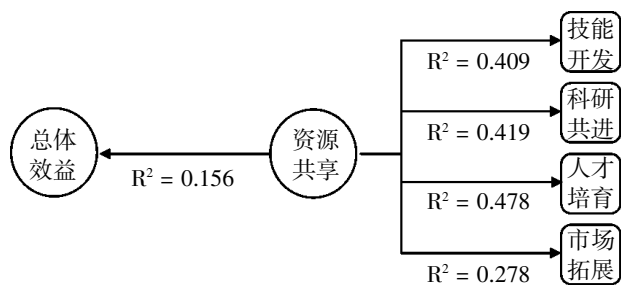 技能
开发
R² = 0.409
科研
共进
R² = 0.419
总体
效益
R² = 0.156
资源
共享
人才
培育
R² = 0.478
市场
拓展
R² = 0.278